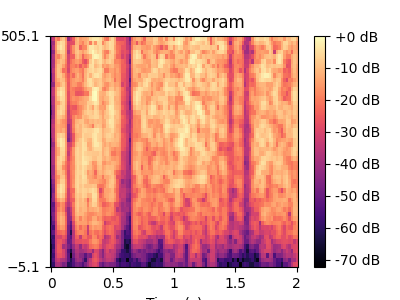 Mel Spectrogram
505.1
−5.1
0
0.5
1
1.5
2
+0 dB
-10 dB
-20 dB
-30 dB
-40 dB
-50 dB
-60 dB
-70 dB